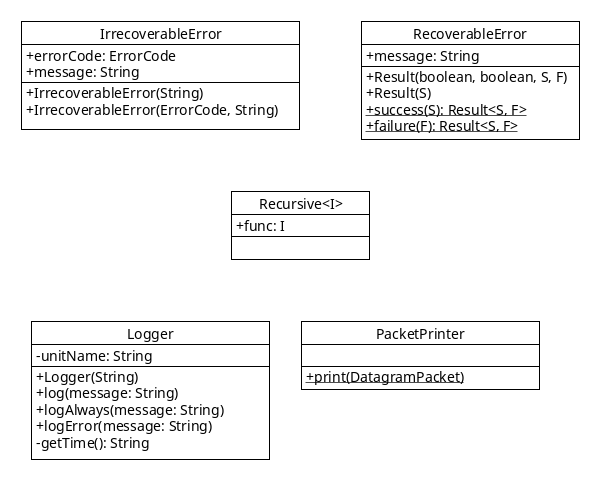 IrrecoverableError
+errorCode: ErrorCode
+message: String
+IrrecoverableError(String)
+IrrecoverableError(ErrorCode, String)
RecoverableError
+message: String
+Result(boolean, boolean, S, F)
+Result(S)
+success(S): Result<S, F>
+failure(F): Result<S, F>
Recursive<I>
+func: I
Logger
-unitName: String
+Logger(String)
+log(message: String)
+logAlways(message: String)
+logError(message: String)
-getTime(): String
PacketPrinter
+print(DatagramPacket)